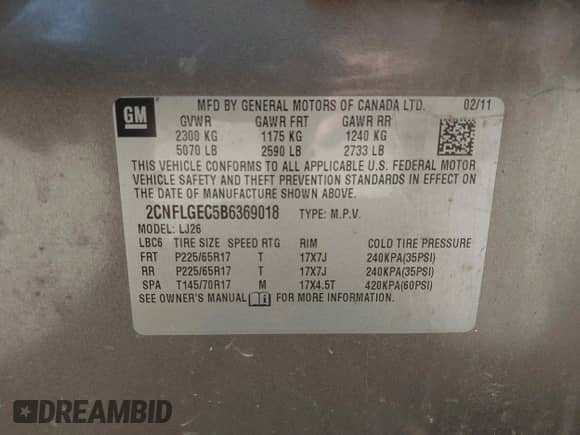 GM
MFD BY GENERAL MOTORS OF CANADA LTD. 02/11
GVWR GAWR FRT GAWR RR
2300 KG 1175 KG 1240 KG
5070 LB 2590 LB 2733 LB
THIS VEHICLE CONFORMS TO ALL APPLICABLE U.S. FEDERAL MOTOR
VEHICLE SAFETY AND THEFT PREVENTION STANDARDS IN EFFECT ON
THE DATE OF MANUFACTURE SHOWN ABOVE.
2CNFLGEC5B6369018 TYPE: M.P.V.
MODEL: LJ26
LBC6 TIRE SIZE SPEED RTG RIM COLD TIRE PRESSURE
FRT P225/65R17 T 17X7J 240KPA(35PSI)
RR P225/65R17 T 17X7J 240KPA(35PSI)
SPA T145/70R17 M 17X4.5T 420KPA(60PSI)
SEE OWNER'S MANUAL FOR MORE INFORMATION.
DREAMBID